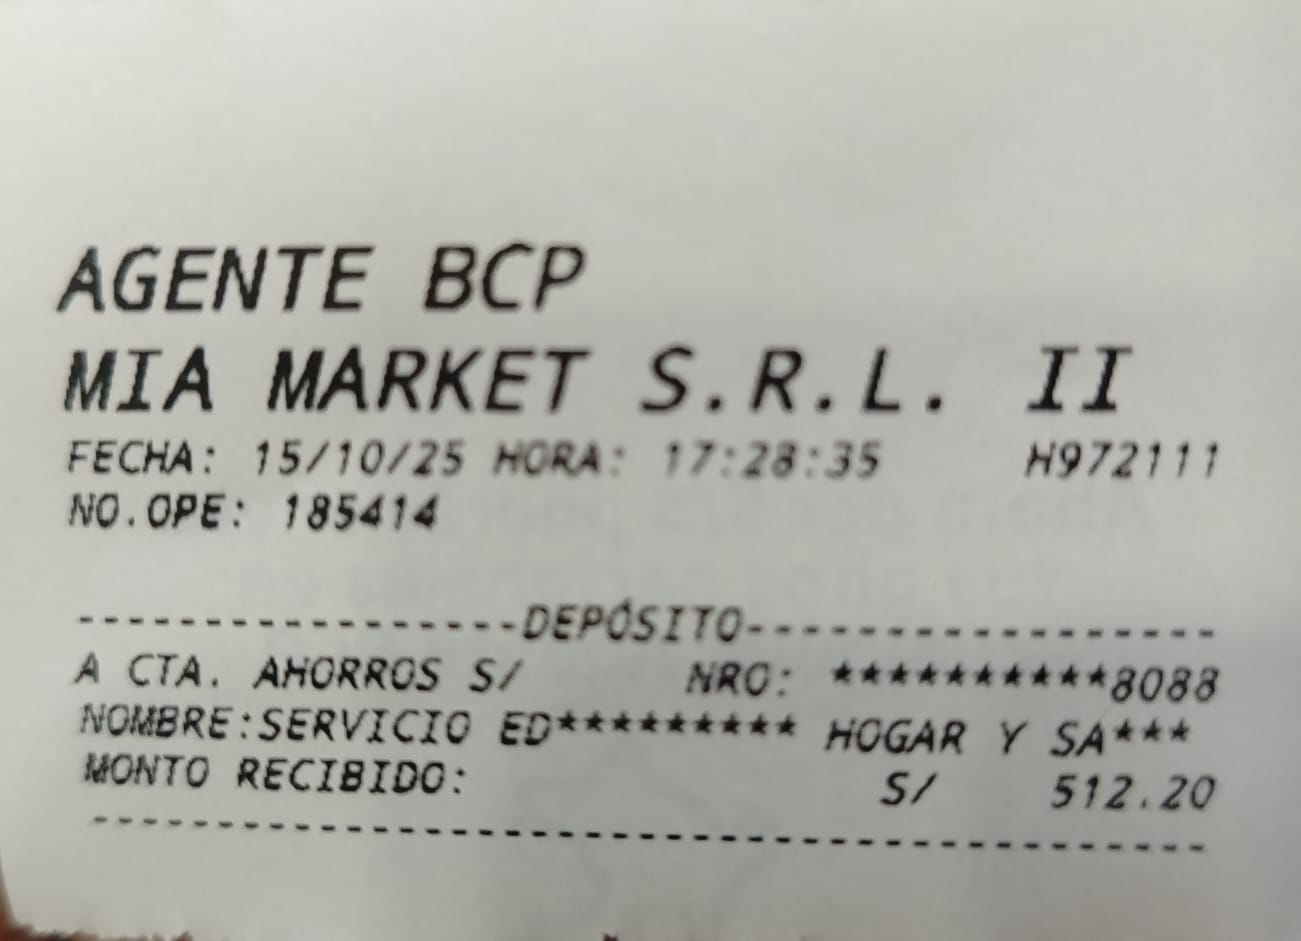 AGENTE BCP
MIA MARKET S.R.L. II
FECHA: 15/10/25 HORA: 17:28:35 H972111
NO.OPE: 185414
-----------------DEPÓSITO------------------
A CTA. AHORROS S/ NRO: **********8088
NOMBRE:SERVICIO ED********* HOGAR Y SA***
MONTO RECIBIDO: S/ 512.20
-------------------------------------------